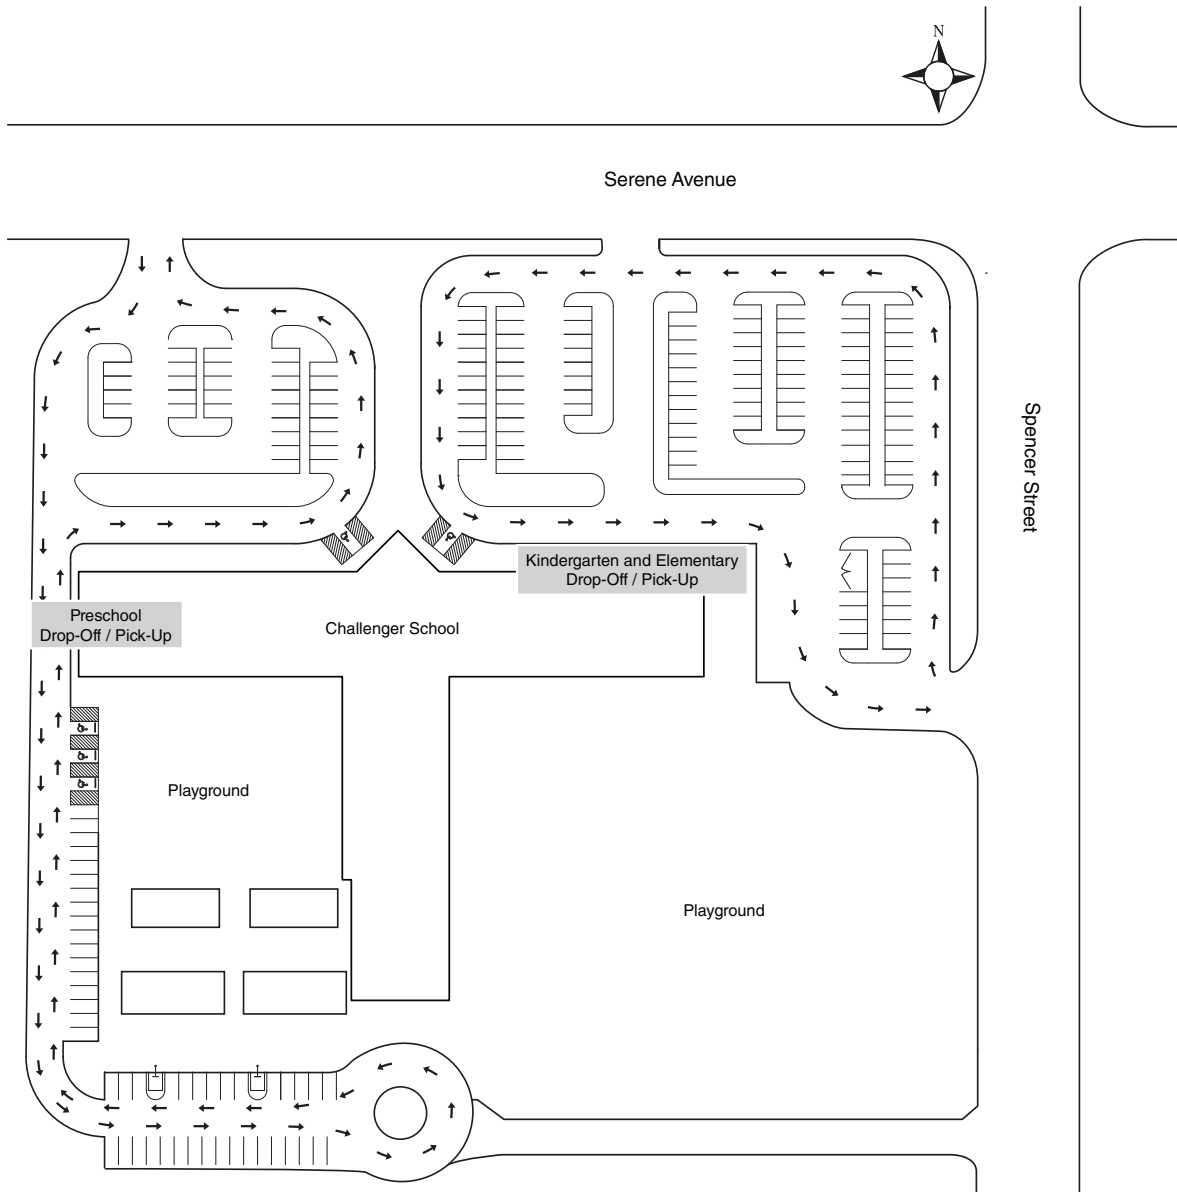 N
Serene Avenue
Spencer Street
Kindergarten and Elementary
Drop-Off / Pick-Up
Preschool
Drop-Off / Pick-Up
Challenger School
Playground
Playground